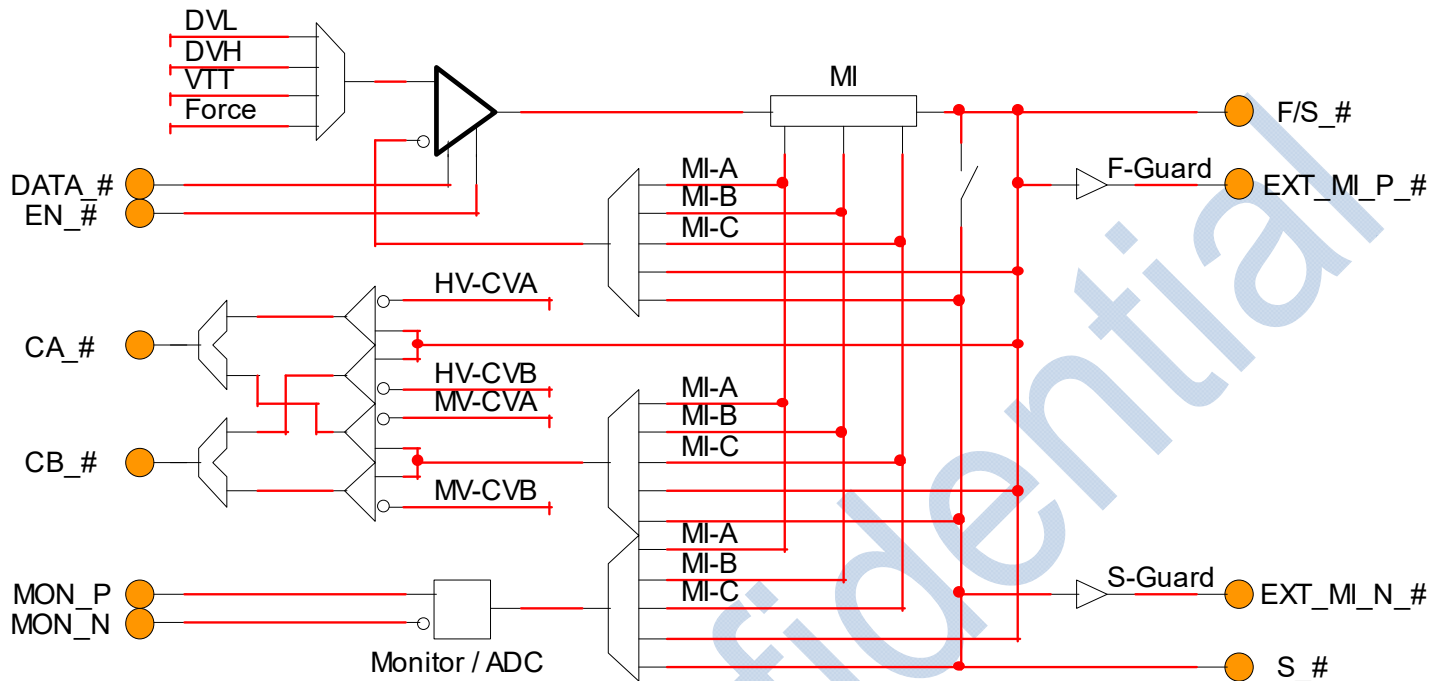 DVL
DVH
VTT
Force
MI
F/S_#
DATA_#
EN_#
MI-A
MI-B
MI-C
F-Guard
EXT_MI_P_#
HV-CVA
CA_#
HV-CVB
MV-CVA
MI-A
MI-B
MI-C
CB_#
MV-CVB
MI-A
MI-B
MI-C
S-Guard
EXT_MI_N_#
MON_P
MON_N
Monitor / ADC
S_#
fidential